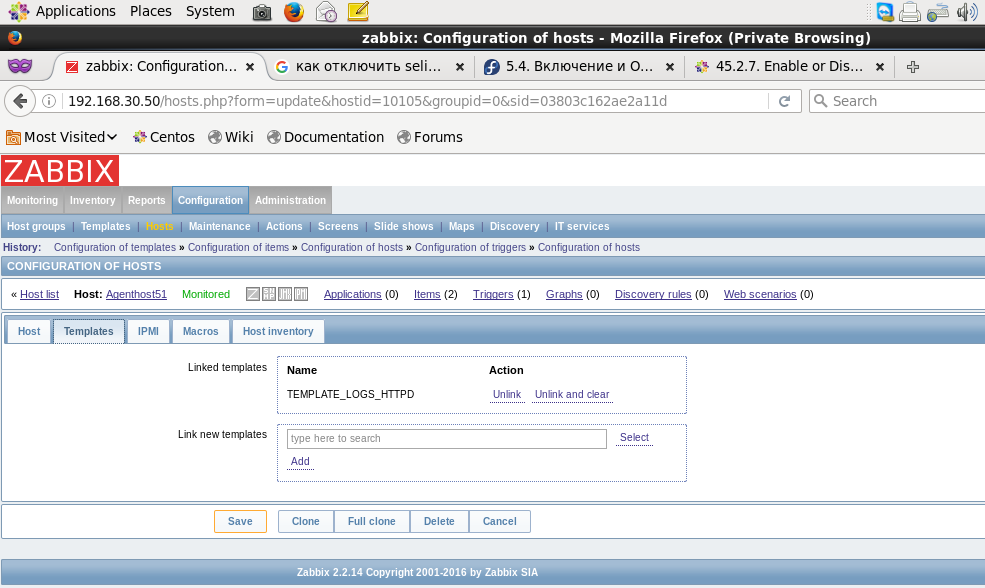 Applications Places System
zabbix: Configuration of hosts - Mozilla Firefox (Private Browsing)
zabbix: Configuration... × как отключить seli... × 5.4. Включение и О... × 45.2.7. Enable or Dis... ×
192.168.30.50/hosts.php?form=update&hostid=10105&groupid=0&sid=03803c162ae2a11d Search
Most Visited Centos Wiki Documentation Forums
ZABBIX
Monitoring Inventory Reports Configuration Administration
Host groups | Templates | Hosts | Maintenance | Actions | Screens | Slide shows | Maps | Discovery | IT services
History: Configuration of templates » Configuration of items » Configuration of hosts » Configuration of triggers » Configuration of hosts
CONFIGURATION OF HOSTS
« Host list Host: Agenthost51 Monitored Applications (0) Items (2) Triggers (1) Graphs (0) Discovery rules (0) Web scenarios (0)
Host Templates IPMI Macros Host inventory
Linked templates Name Action
TEMPLATE_LOGS_HTTPD Unlink Unlink and clear
Link new templates type here to search Select
Add
Save Clone Full clone Delete Cancel
Zabbix 2.2.14 Copyright 2001-2016 by Zabbix SIA